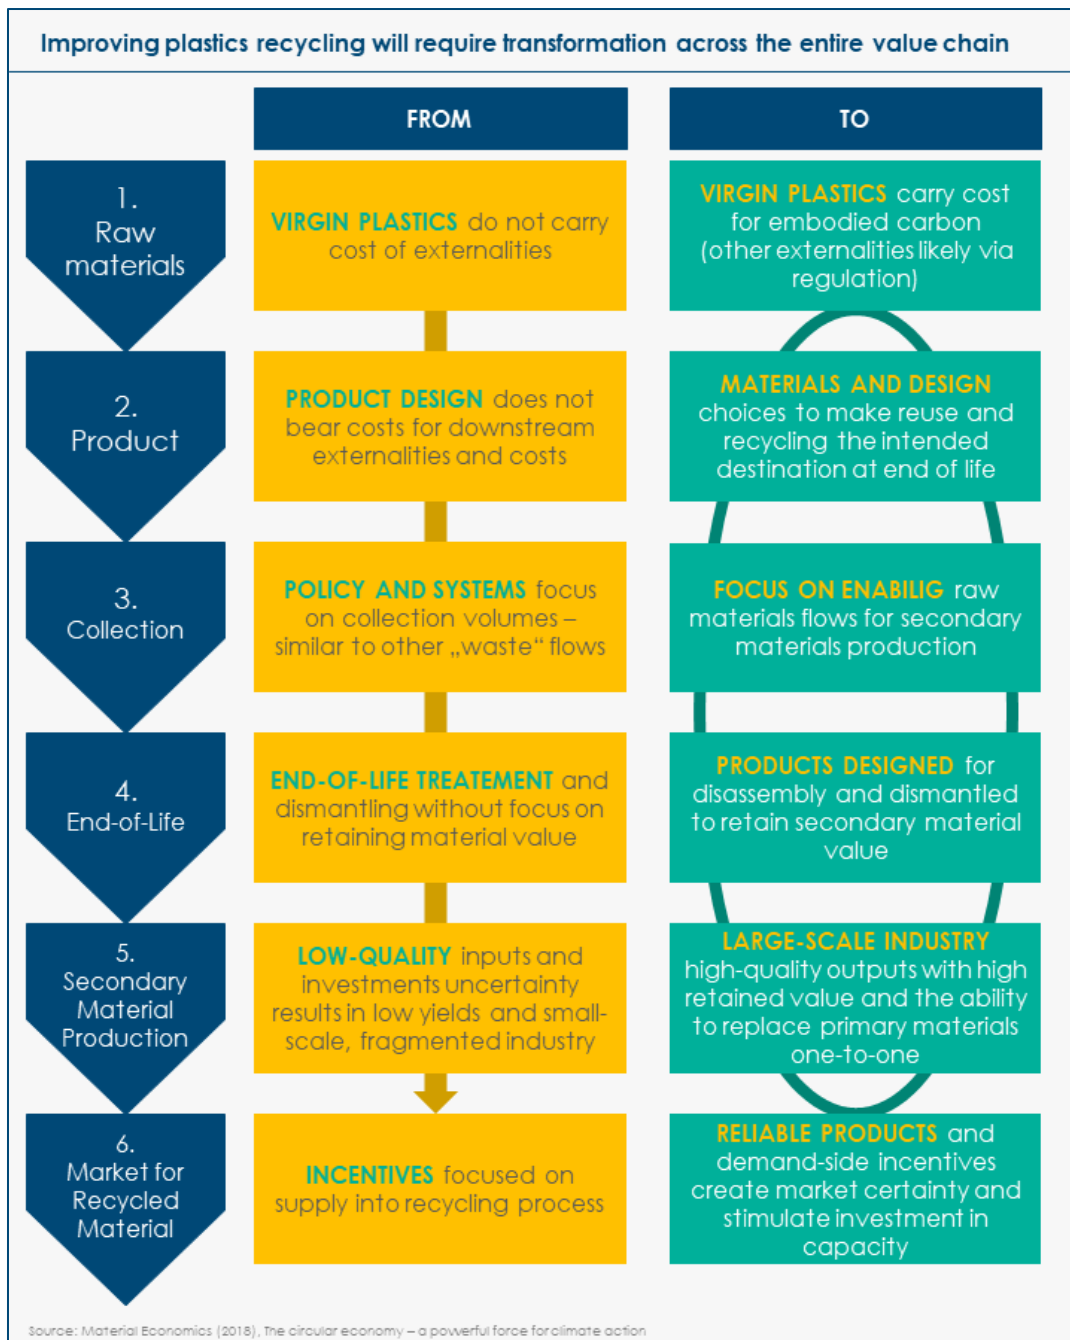 Improving plastics recycling will require transformation across the entire value chain
FROM
TO
1.
Raw
materials
VIRGIN PLASTICS do not carry
cost of externalities
VIRGIN PLASTICS carry cost
for embodied carbon
(other externalities likely via
regulation)
2.
Product
PRODUCT DESIGN does not
bear costs for downstream
externalities and costs
MATERIALS AND DESIGN
choices to make reuse and
recycling the intended
destination at end of life
3.
Collection
POLICY AND SYSTEMS focus
on collection volumes –
similar to other „waste“ flows
FOCUS ON ENABILIG raw
materials flows for secondary
materials production
4.
End-of-Life
END-OF-LIFE TREATEMENT and
dismantling without focus on
retaining material value
PRODUCTS DESIGNED for
disassembly and dismantled
to retain secondary material
value
5.
Secondary
Material
Production
LOW-QUALITY inputs and
investments uncertainty
results in low yields and small-
scale, fragmented industry
LARGE-SCALE INDUSTRY
high-quality outputs with high
retained value and the ability
to replace primary materials
one-to-one
6.
Market for
Recycled
Material
INCENTIVES focused on
supply into recycling process
RELIABLE PRODUCTS and
demand-side incentives
create market certainty and
stimulate investment in
capacity
Source: Material Economics (2018), The circular economy – a powerful force for climate action